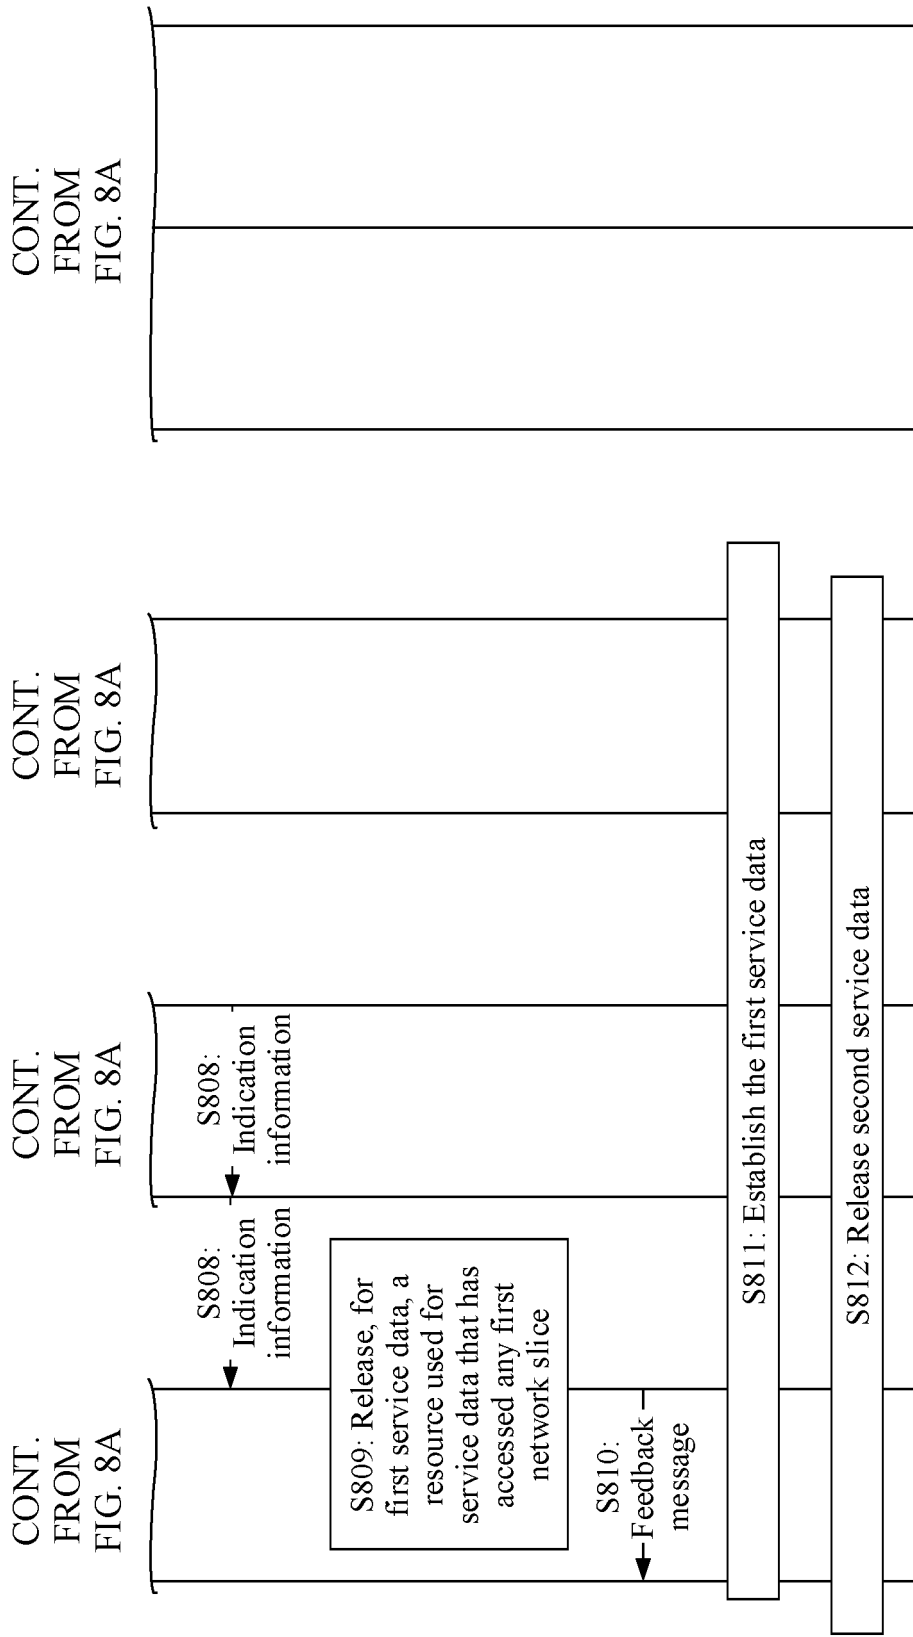 CONT.
FROM
FIG. 8A
CONT.
FROM
FIG. 8A
CONT.
FROM
FIG. 8A
CONT.
FROM
FIG. 8A
S808:
Indication
information
S808:
Indication
information
S809: Release, for
first service data, a
resource used for
service data that has
accessed any first
network slice
S810:
Feedback
message
S811: Establish the first service data
S812: Release second service data